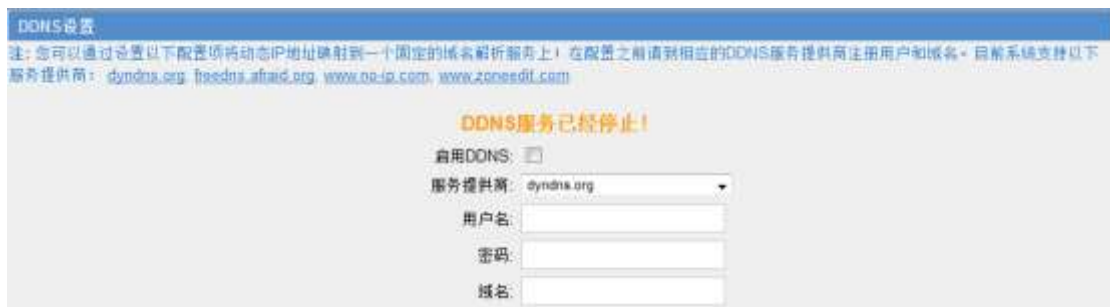 DDNS设置
注: 您可以通过设置以下配置项将动态IP地址映射到一个固定的域名解析服务上! 在配置之前请到相应的DDNS服务提供商注册用户和域名。目前系统支持以下
服务提供商: dyndns.org, freedns.afraid.org, www.no-ip.com, www.zoneedit.com
DDNS服务已经停止!
启用DDNS:
服务提供商: dyndns.org
用户名:
密码:
域名: